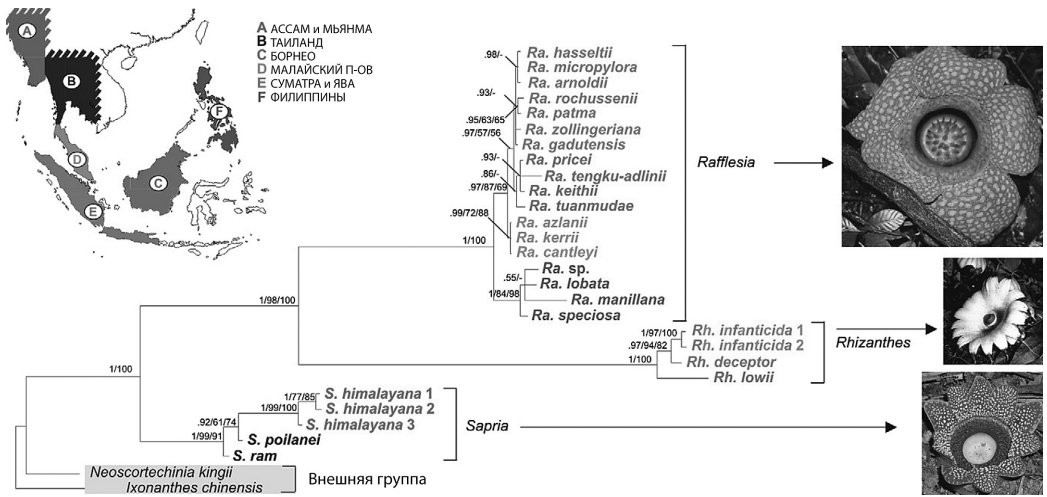 A АССАМ и МЬЯНМА
B ТАИЛАНД
C БОРНЕО
D МАЛАЙСКИЙ П-ОВ
E СУМАТРА и ЯВА
F ФИЛИППИНЫ
A
B
C
D
E
F
.98/-
Ra. hasseltii
Ra. micropylora
Ra. arnoldii
.93/-
Ra. rochussenii
Ra. patma
.95/63/65
Ra. zollingeriana
.97/57/56
Ra. gadutensis
.93/-
Ra. pricei
.86/-
Ra. tengku-adlinii
.97/87/69
Ra. keithii
Ra. tuanmudae
.99/72/88
Ra. azlanii
Ra. kerrii
1/100
Ra. cantleyi
.55/-
Ra. sp.
Ra. lobata
1/84/98
Ra. manillana
Ra. speciosa
Rafflesia
1/98/100
1/97/100
Rh. infanticida 1
.97/94/82
Rh. infanticida 2
1/100
Rh. deceptor
Rh. lowii
Rhizanthes
1/100
1/77/85
S. himalayana 1
1/99/100
S. himalayana 2
.92/61/74
S. himalayana 3
1/99/91
S. poilanei
S. ram
Sapria
Neoscortechinia kingii
Ixonanthes chinensis
Внешняя группа